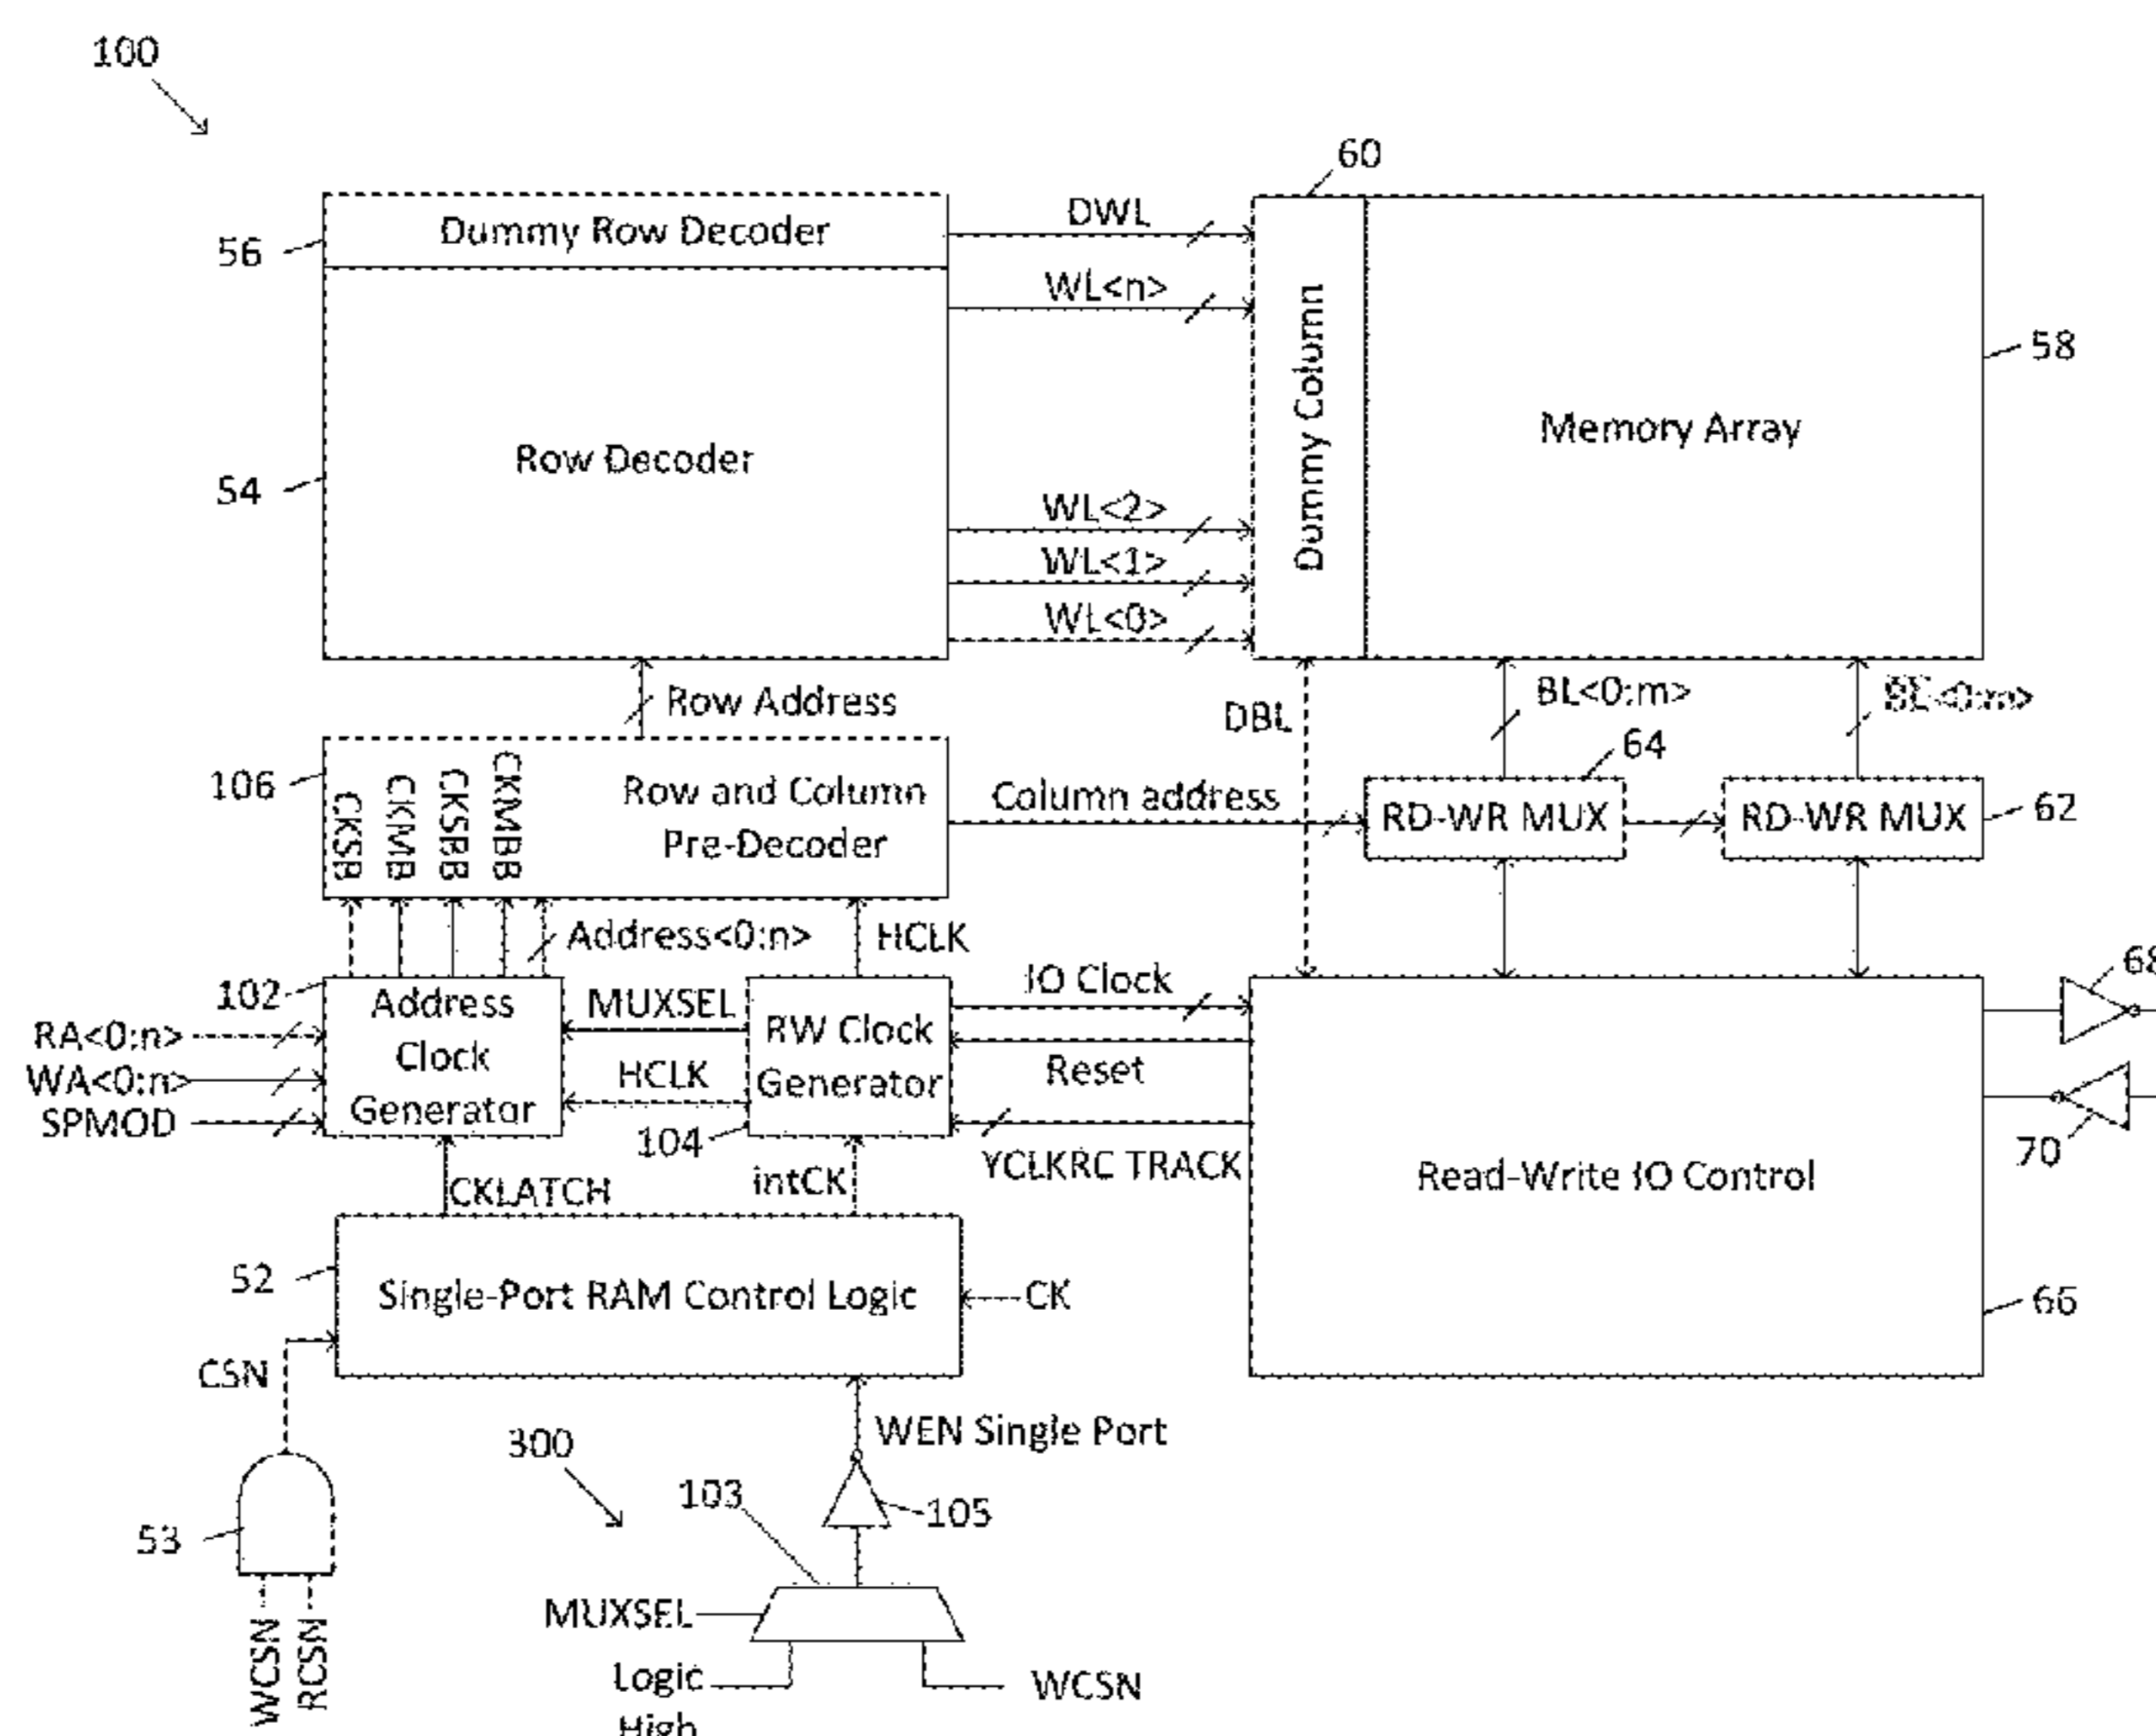 100
60
Dummy Row Decoder
DWL
56
WL<n>
58
Dummy Column
Memory Array
Row Decoder
54
WL<2>
WL<1>
WL<0>
Row Address
DBL
BL<0:m>
64
106
CKSP
CKMB
CKSBB
CKMBB
Row and Column
Pre-Decoder
Column address
RD-WR MUX
RD-WR MUX
62
Address<0:n>
HCLK
68
102
Address
Clock
Generator
MUXSEL
RW Clock
Generator
IO Clock
RA<0:n>
WA<0:n>
SPMOD
HCLK
Reset
104
70
CKLATCH
intCK
YCLKRC TRACK
Read-Write IO Control
52
Single-Port RAM Control Logic
CK
66
CSN
WEN Single Port
300
103
105
53
MUXSEL
WCSN
RCSN
Logic
High
WCSN